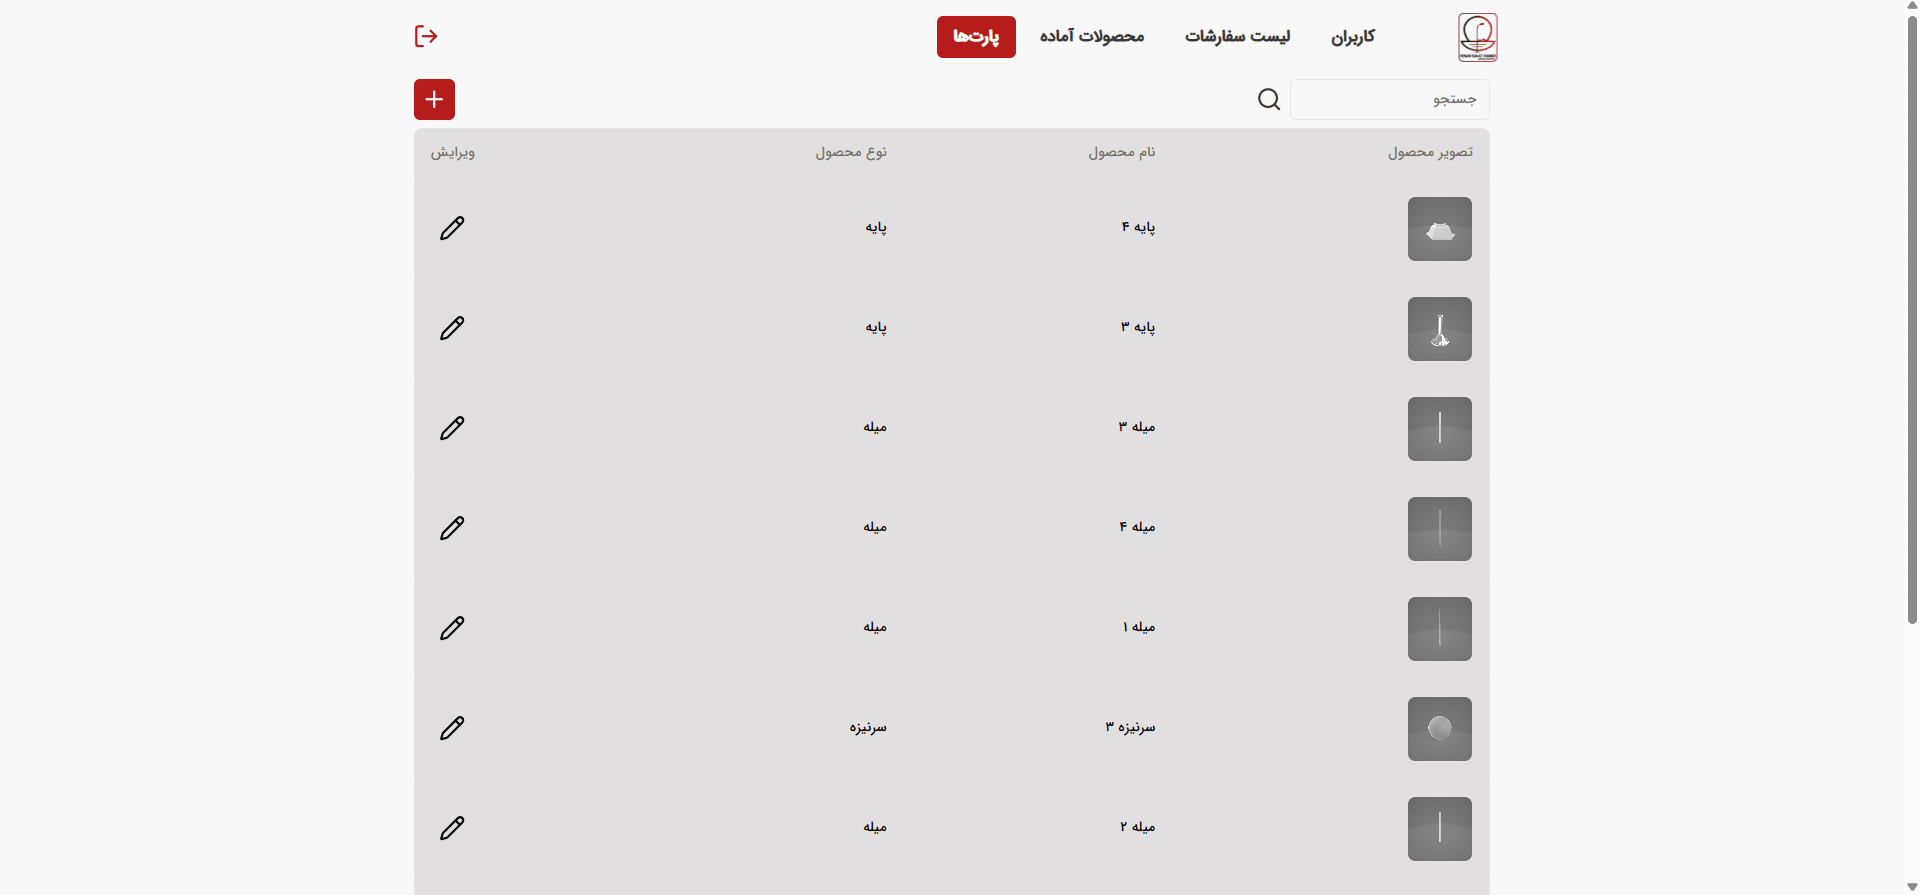 کاربران لیست سفارشات محصولات آماده پارت‌ها
جستجو
تصویر محصول نام محصول نوع محصول ویرایش
پایه ۴ پایه
پایه ۳ پایه
میله ۳ میله
میله ۴ میله
میله ۱ میله
سرنیزه ۳ سرنیزه
میله ۲ میله